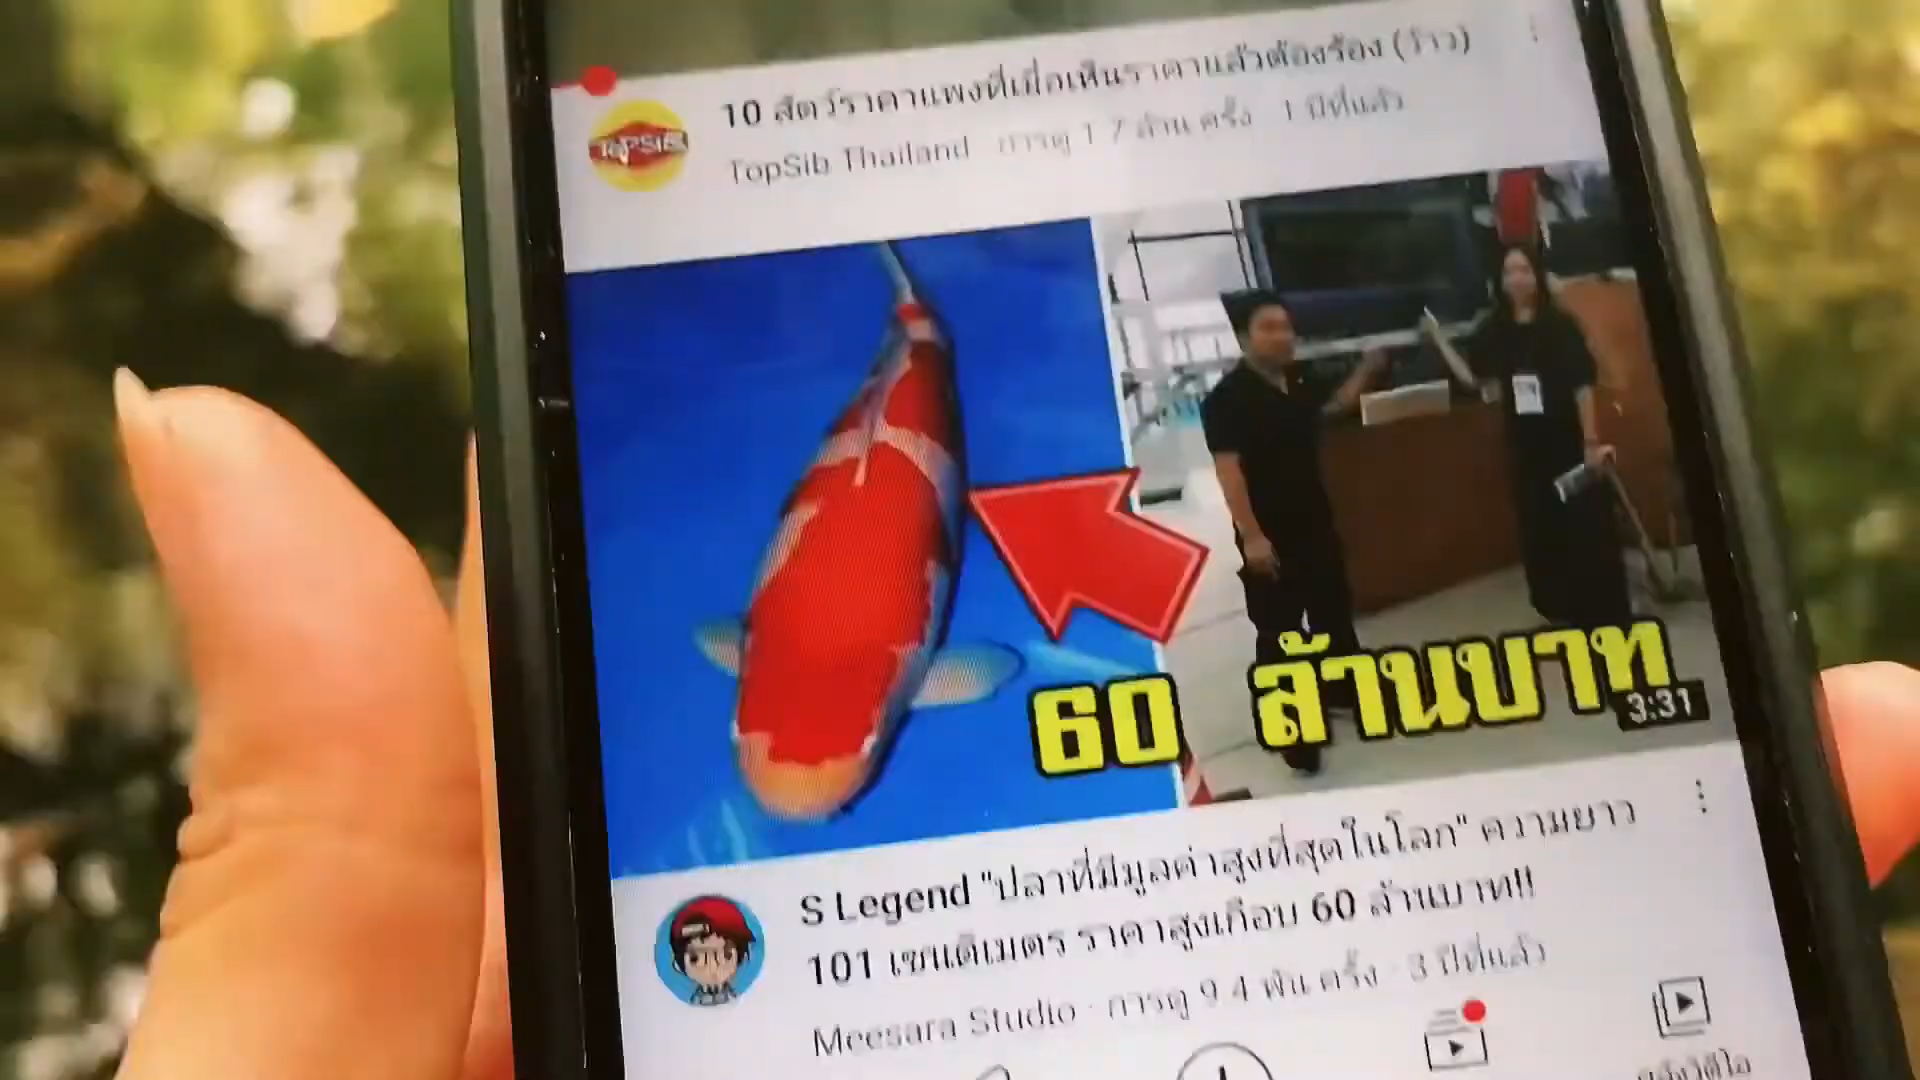 10 สัตว์ราคาแพงที่เมื่อเห็นราคาแล้วต้องร้อง (ว้าว)
TOPSIB
TopSib Thailand · การดู 1.7 ล้าน ครั้ง · 1 ปีที่แล้ว
60 ล้านบาท
3:31
S Legend "ปลาที่มีมูลค่าสูงที่สุดในโลก" ความยาว
101 เซนติเมตร ราคาสูงเกือบ 60 ล้านบาท!!
Meesara Studio · การดู 9.4 พัน ครั้ง · 3 ปีที่แล้ว